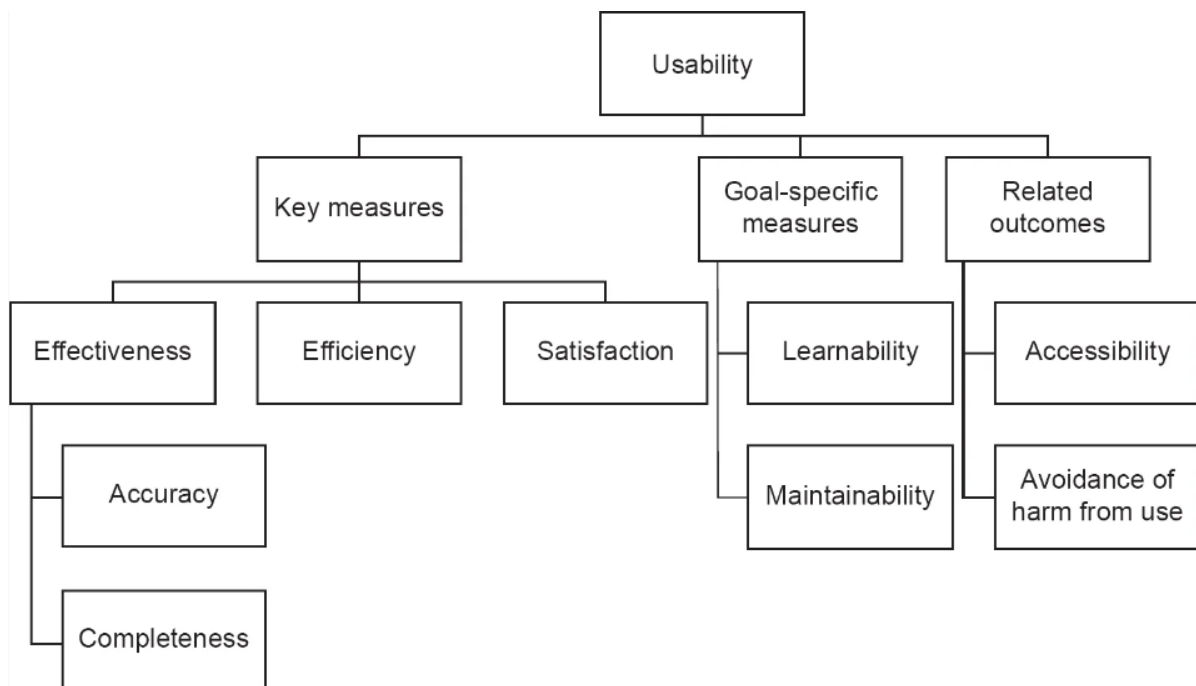 Usability
Key measures
Goal-specific
measures
Related
outcomes
Effectiveness
Efficiency
Satisfaction
Learnability
Accessibility
Accuracy
Maintainability
Avoidance of
harm from use
Completeness